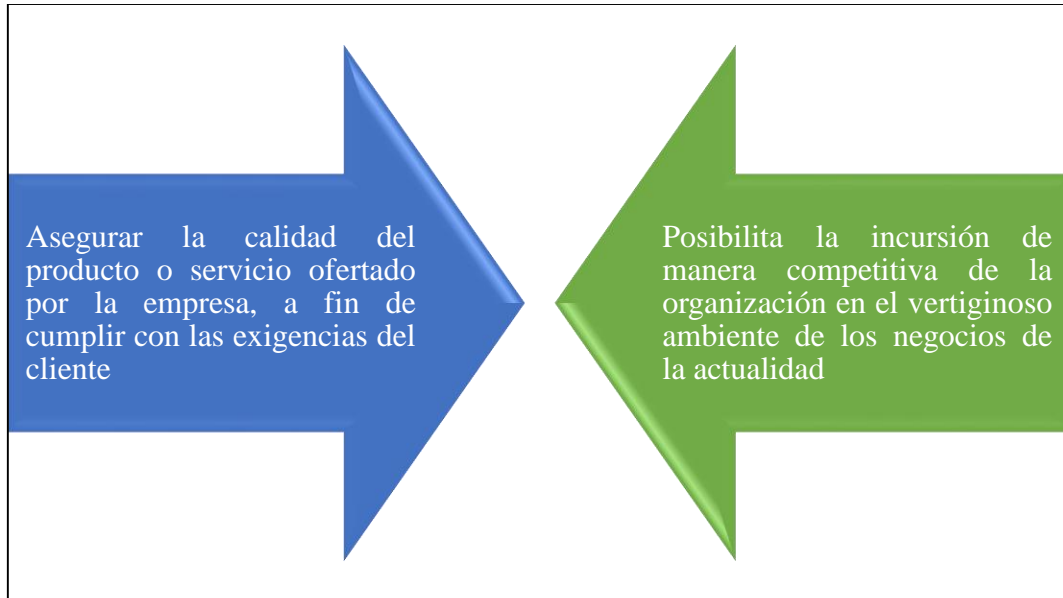 Asegurar la calidad del
producto o servicio ofertado
por la empresa, a fin de
cumplir con las exigencias del
cliente
Posibilita la incursión de
manera competitiva de la
organización en el vertiginoso
ambiente de los negocios de
la actualidad